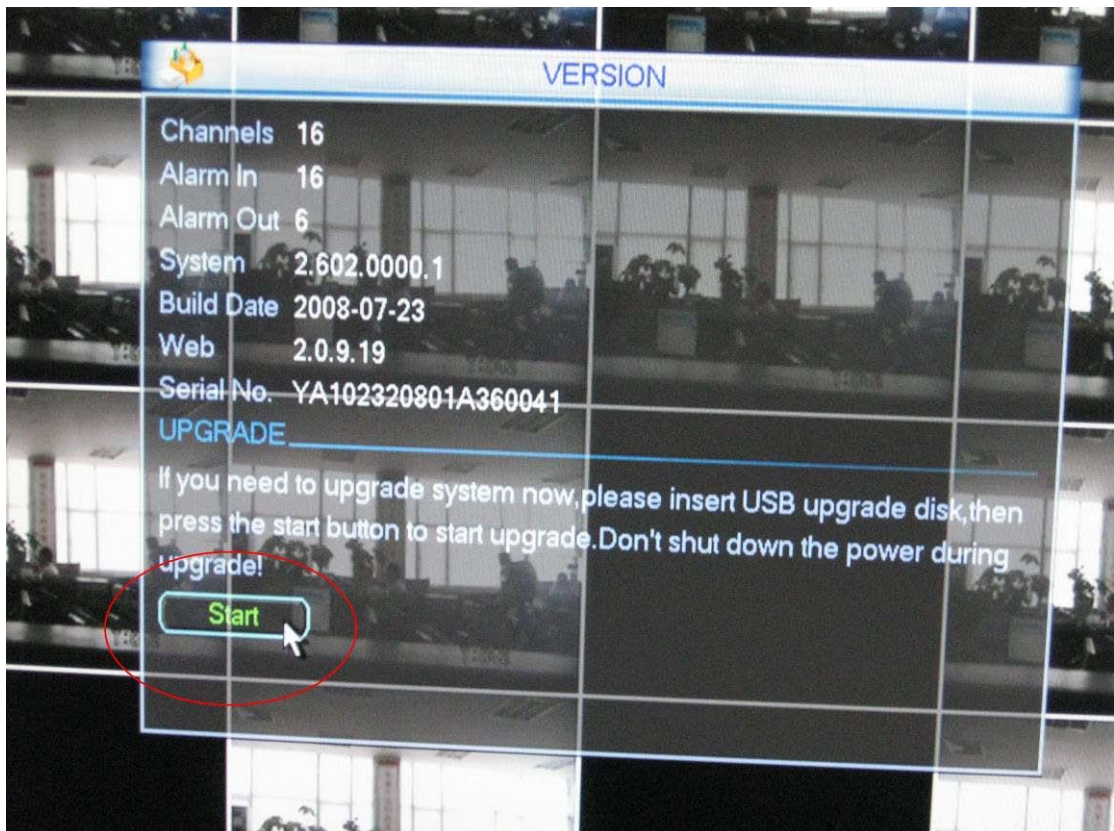 VERSION
Channels 16
Alarm In 16
Alarm Out 6
System 2.602.0000.1
Build Date 2008-07-23
Web 2.0.9.19
Serial No. YA102320801A360041
UPGRADE
If you need to upgrade system now,please insert USB upgrade disk,then
press the start button to start upgrade.Don't shut down the power during
upgrade!
Start